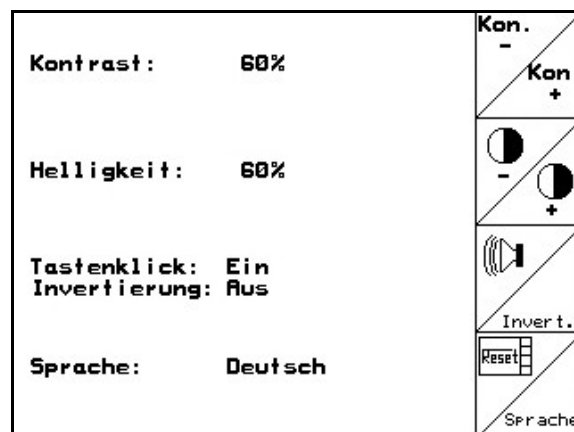 Kontrast: 60%
Helligkeit: 60%
Tastenklick: Ein
Invertierung: Aus
Sprache: Deutsch
Kon.
-
Kon
+
-
+
Invert.
Reset
Sprache